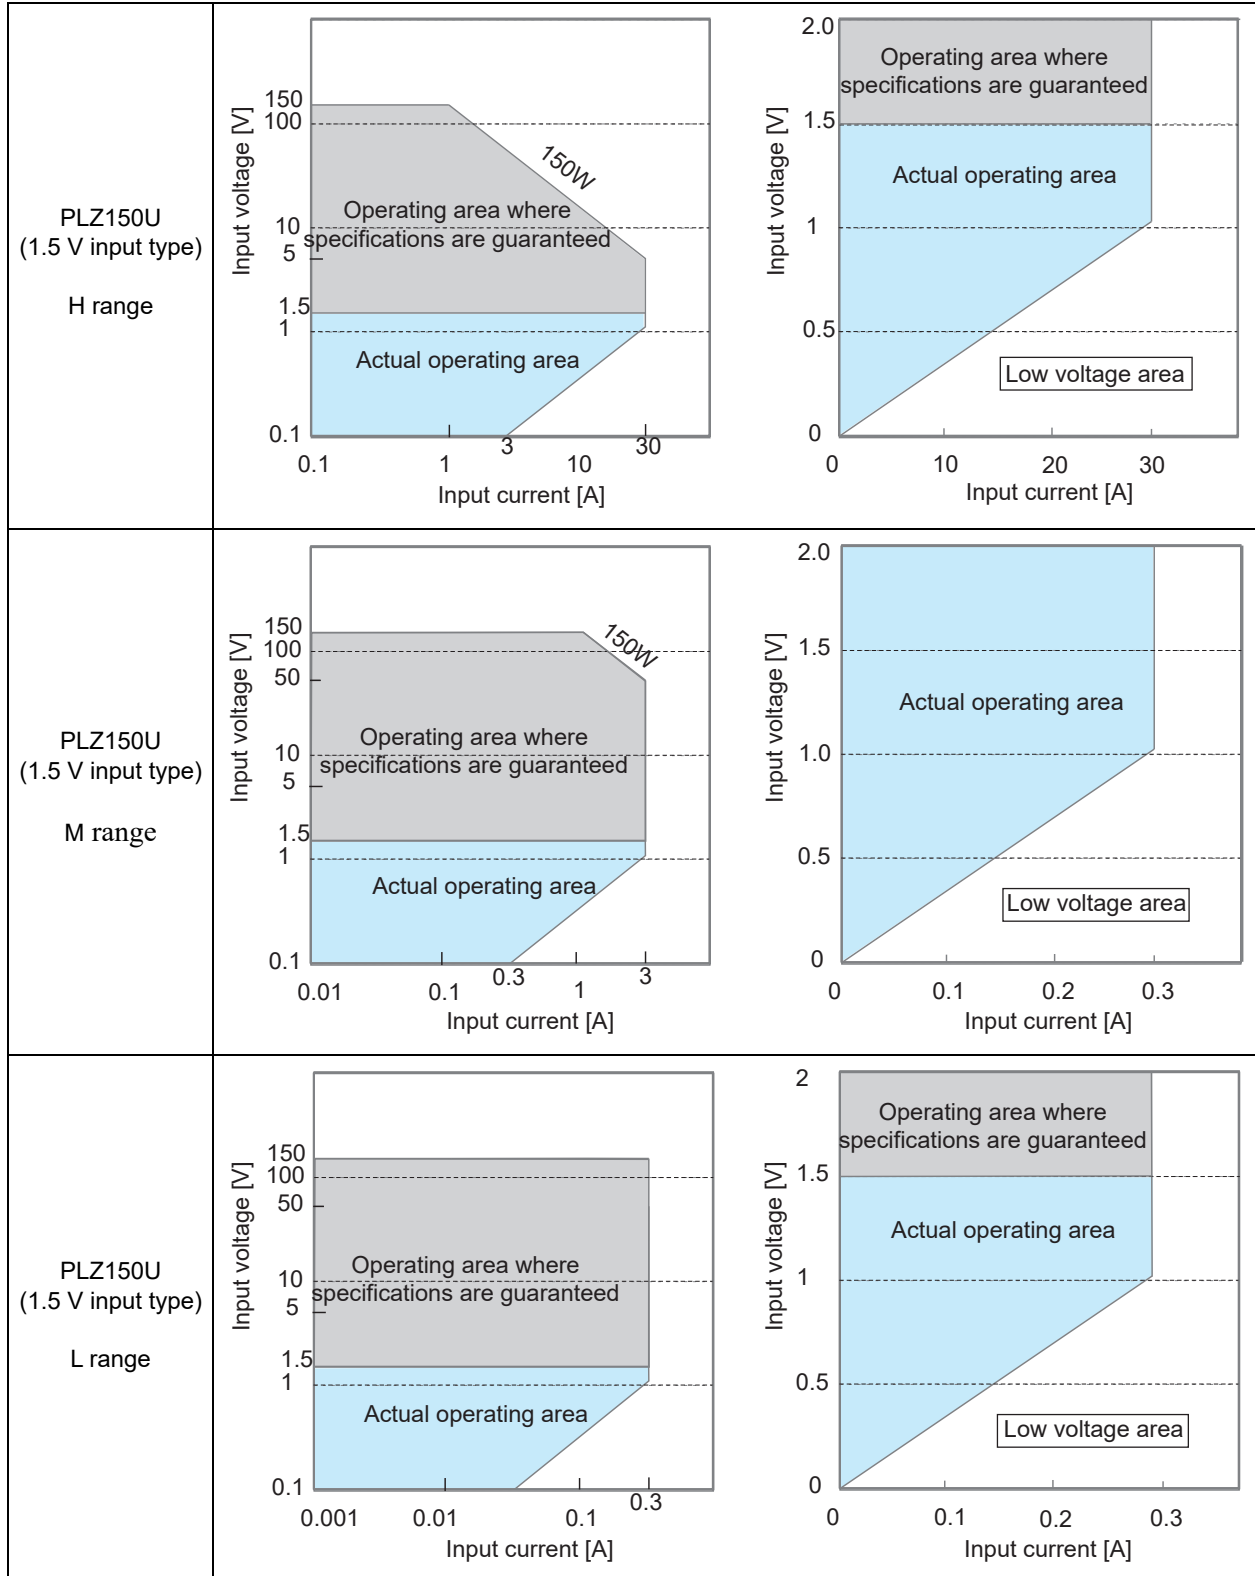 PLZ150U
(1.5 V input type)
H range
Input voltage [V]
150
100
10
5
1.5
1
0.1
150W
Operating area where
specifications are guaranteed
Actual operating area
3
30
0.1
1
10
Input current [A]
Input voltage [V]
2.0
1.5
1
0.5
0
Operating area where
specifications are guaranteed
Actual operating area
Low voltage area
0
10
20
30
Input current [A]
PLZ150U
(1.5 V input type)
M range
Input voltage [V]
150
100
50
10
5
1.5
1
0.1
150W
Operating area where
specifications are guaranteed
Actual operating area
0.01
0.1
0.3
1
3
Input current [A]
Input voltage [V]
2.0
1.5
1.0
0.5
0
Actual operating area
Low voltage area
0
0.1
0.2
0.3
Input current [A]
PLZ150U
(1.5 V input type)
L range
Input voltage [V]
150
100
50
10
5
1.5
1
0.1
Operating area where
specifications are guaranteed
Actual operating area
0.3
0.001
0.01
0.1
Input current [A]
Input voltage [V]
2
1.5
1
0.5
0
Operating area where
specifications are guaranteed
Actual operating area
Low voltage area
0
0.1
0.2
0.3
Input current [A]